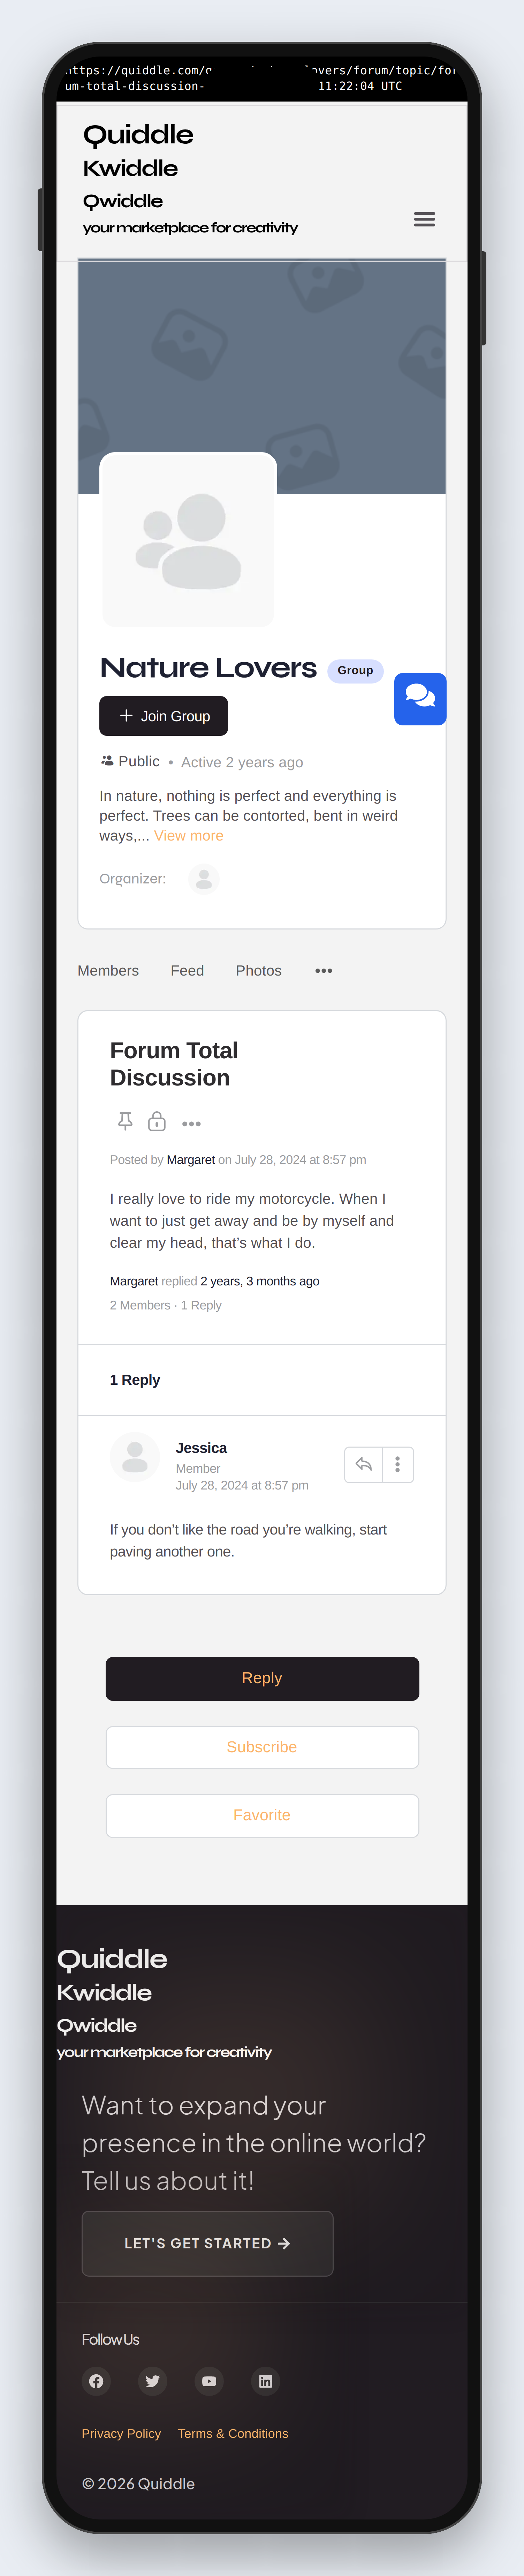 um-total-discussion- 11:22:04 UTC
Quiddle
Kwiddle
Qwiddle
your marketplace for creativity
Nature Lovers Group
Join Group
Public • Active 2 years ago
In nature, nothing is perfect and everything is
perfect. Trees can be contorted, bent in weird
ways,... View more
Organizer:
Members Feed Photos
Forum Total
Discussion
Posted by Margaret on July 28, 2024 at 8:57 pm
I really love to ride my motorcycle. When I
want to just get away and be by myself and
clear my head, that’s what I do.
Margaret replied 2 years, 3 months ago
2 Members · 1 Reply
1 Reply
Jessica
Member
July 28, 2024 at 8:57 pm
If you don’t like the road you’re walking, start
paving another one.
Reply
Subscribe
Favorite
Quiddle
Kwiddle
Qwiddle
your marketplace for creativity
Want to expand your
presence in the online world?
Tell us about it!
LET'S GET STARTED →
Follow Us
Privacy Policy Terms & Conditions
© 2026 Quiddle